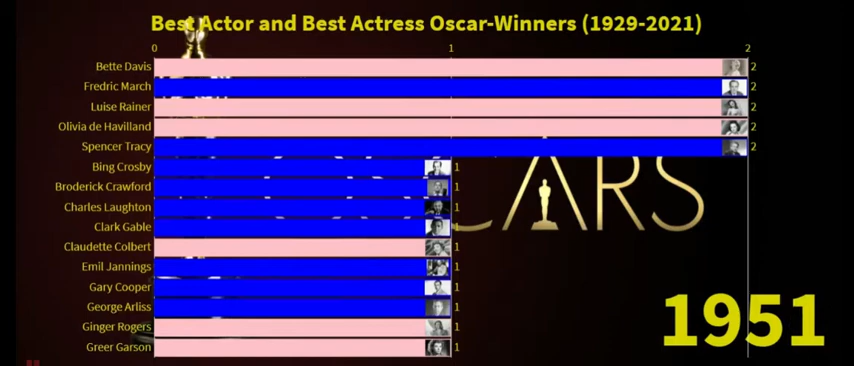 Best Actor and Best Actress Oscar-Winners (1929-2021)
0 1 2
Bette Davis 2
Fredric March 2
Luise Rainer 2
Olivia de Havilland 2
Spencer Tracy 2
Bing Crosby 1
Broderick Crawford 1
Charles Laughton 1
Clark Gable 1
Claudette Colbert 1
Emil Jannings 1
Gary Cooper 1
George Arliss 1
Ginger Rogers 1
Greer Garson 1
CARS
1951